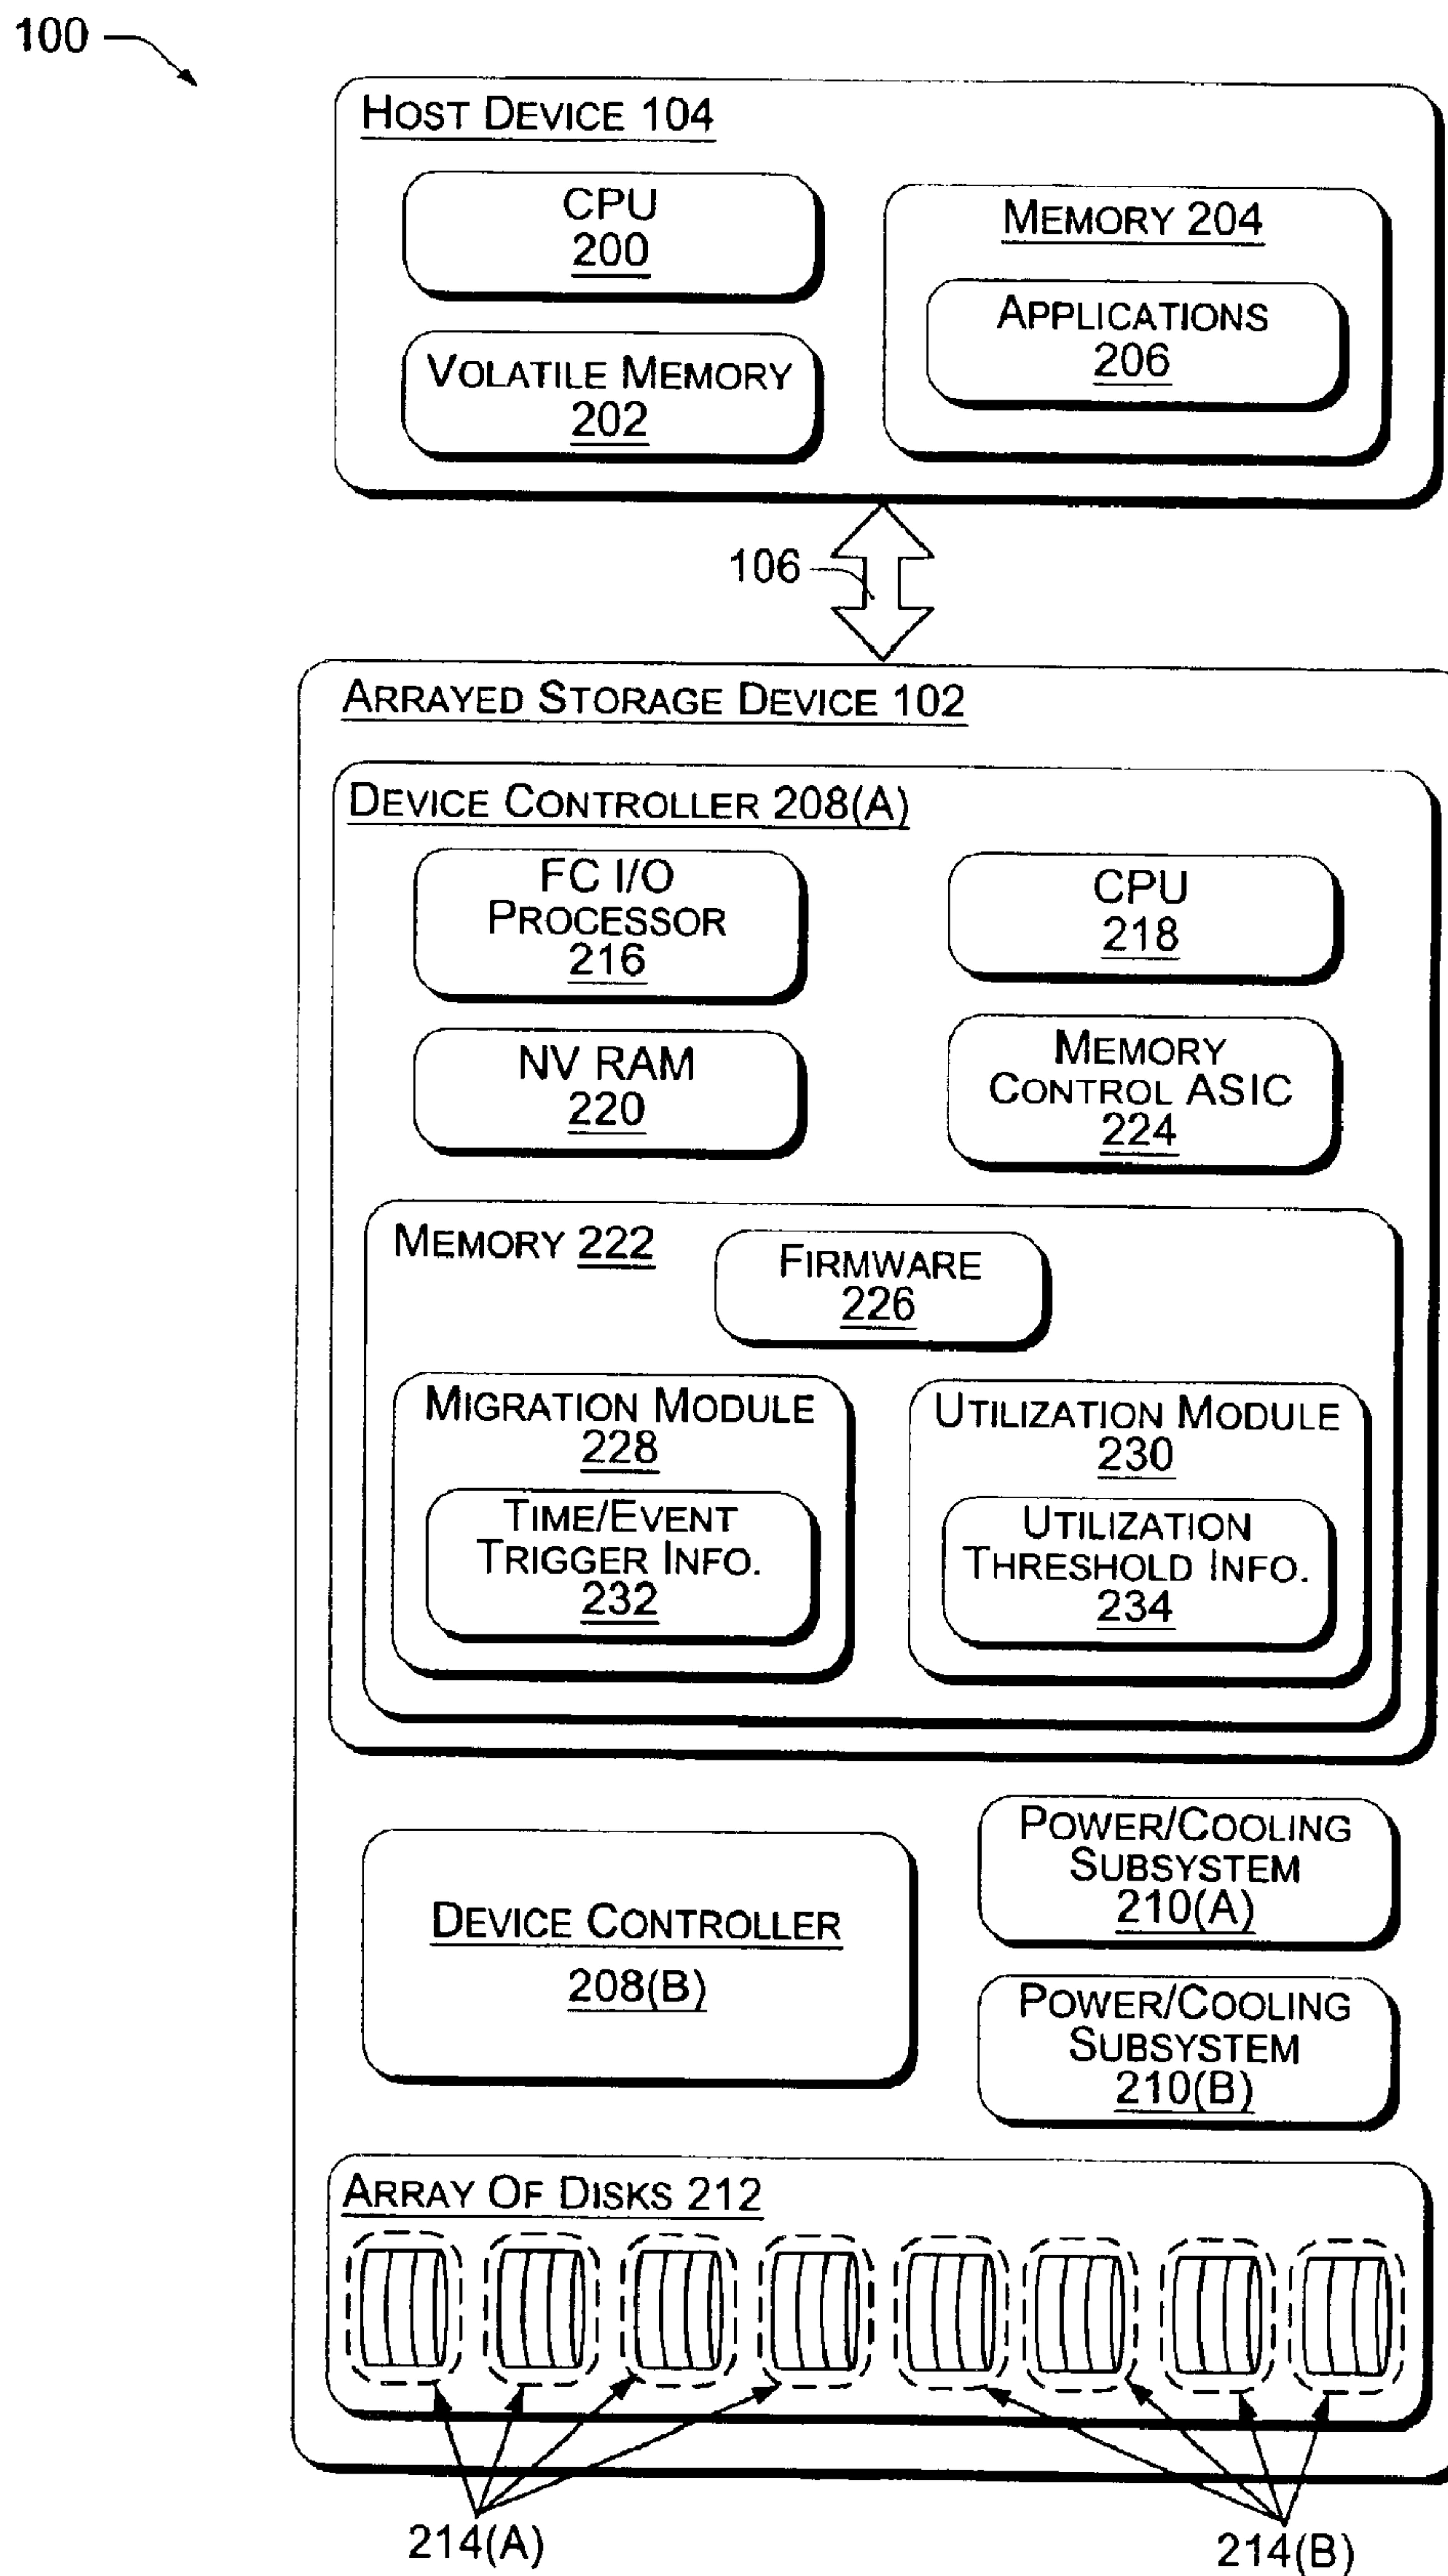 100
HOST DEVICE 104
CPU
200
VOLATILE MEMORY
202
MEMORY 204
APPLICATIONS
206
106
ARRAYED STORAGE DEVICE 102
DEVICE CONTROLLER 208(A)
FC I/O
PROCESSOR
216
CPU
218
NV RAM
220
MEMORY
CONTROL ASIC
224
MEMORY 222
FIRMWARE
226
MIGRATION MODULE
228
TIME/EVENT
TRIGGER INFO.
232
UTILIZATION MODULE
230
UTILIZATION
THRESHOLD INFO.
234
DEVICE CONTROLLER
208(B)
POWER/COOLING
SUBSYSTEM
210(A)
POWER/COOLING
SUBSYSTEM
210(B)
ARRAY OF DISKS 212
214(A)
214(B)